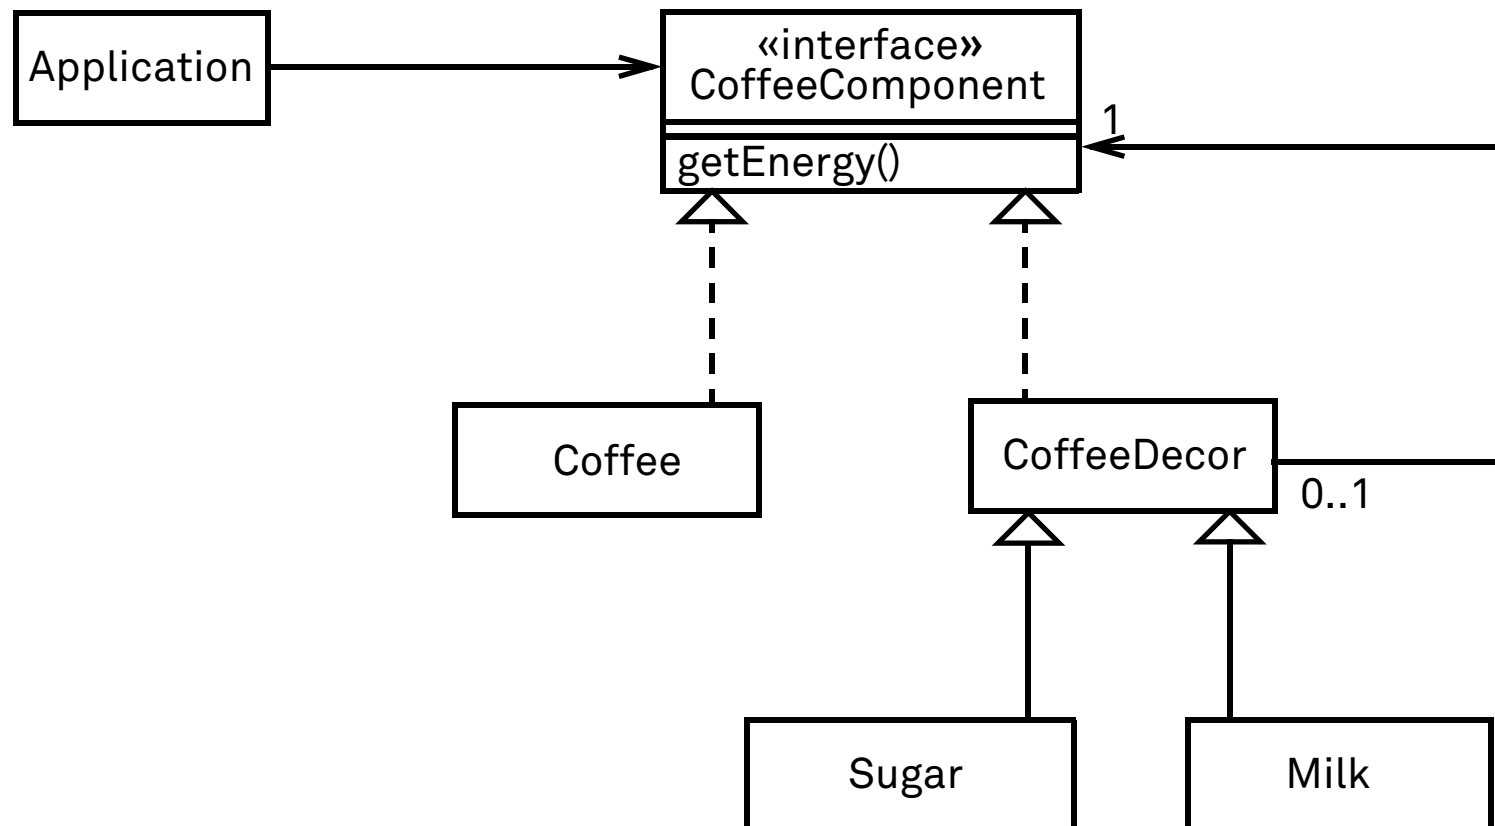 Application
«interface»
CoffeeComponent
1
getEnergy()
Coffee
CoffeeDecor
0..1
Sugar
Milk